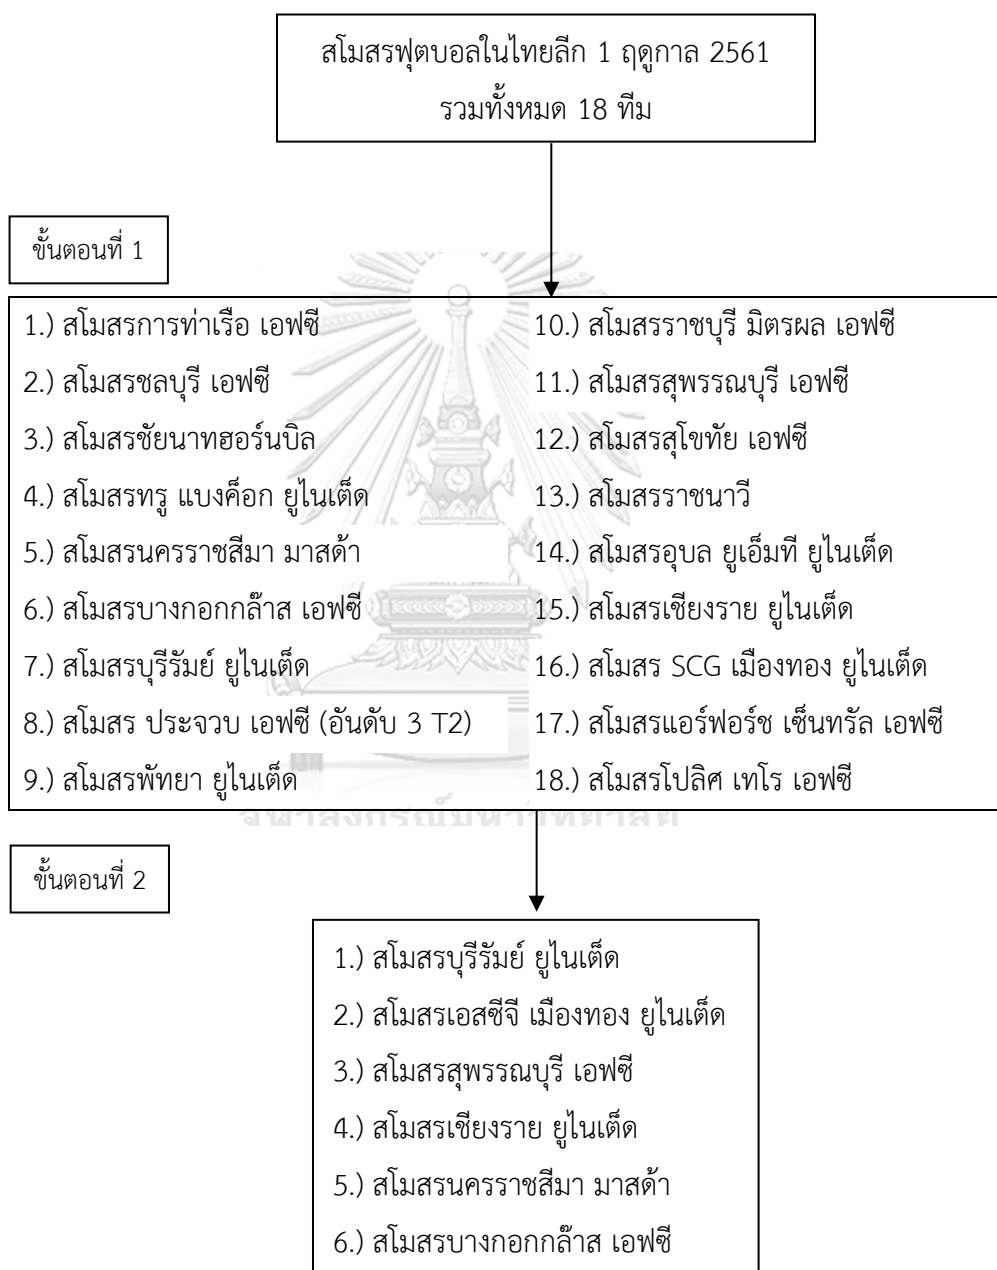 สโมสรฟุตบอลในไทยลีก 1 ฤดูกาล 2561
รวมทั้งหมด 18 ทีม
ขั้นตอนที่ 1
1.) สโมสรการท่าเรือ เอฟซี
2.) สโมสรชลบุรี เอฟซี
3.) สโมสรชัยนาทฮอร์นบิล
4.) สโมสรทรู แบงค็อก ยูไนเต็ด
5.) สโมสรนครราชสีมา มาสด้า
6.) สโมสรบางกอกกล๊าส เอฟซี
7.) สโมสรบุรีรัมย์ ยูไนเต็ด
8.) สโมสร ประจวบ เอฟซี (อันดับ 3 T2)
9.) สโมสรพัทยา ยูไนเต็ด
10.) สโมสรราชบุรี มิตรผล เอฟซี
11.) สโมสรสุพรรณบุรี เอฟซี
12.) สโมสรสุโขทัย เอฟซี
13.) สโมสรราชนาวี
14.) สโมสรอุบล ยูเอ็มที ยูไนเต็ด
15.) สโมสรเชียงราย ยูไนเต็ด
16.) สโมสร SCG เมืองทอง ยูไนเต็ด
17.) สโมสรแอร์ฟอร์ช เซ็นทรัล เอฟซี
18.) สโมสรโปลิศ เทโร เอฟซี
จุฬาลงกรณ์มหาวิทยาลัย
ขั้นตอนที่ 2
1.) สโมสรบุรีรัมย์ ยูไนเต็ด
2.) สโมสรเอสซีจี เมืองทอง ยูไนเต็ด
3.) สโมสรสุพรรณบุรี เอฟซี
4.) สโมสรเชียงราย ยูไนเต็ด
5.) สโมสรนครราชสีมา มาสด้า
6.) สโมสรบางกอกกล๊าส เอฟซี